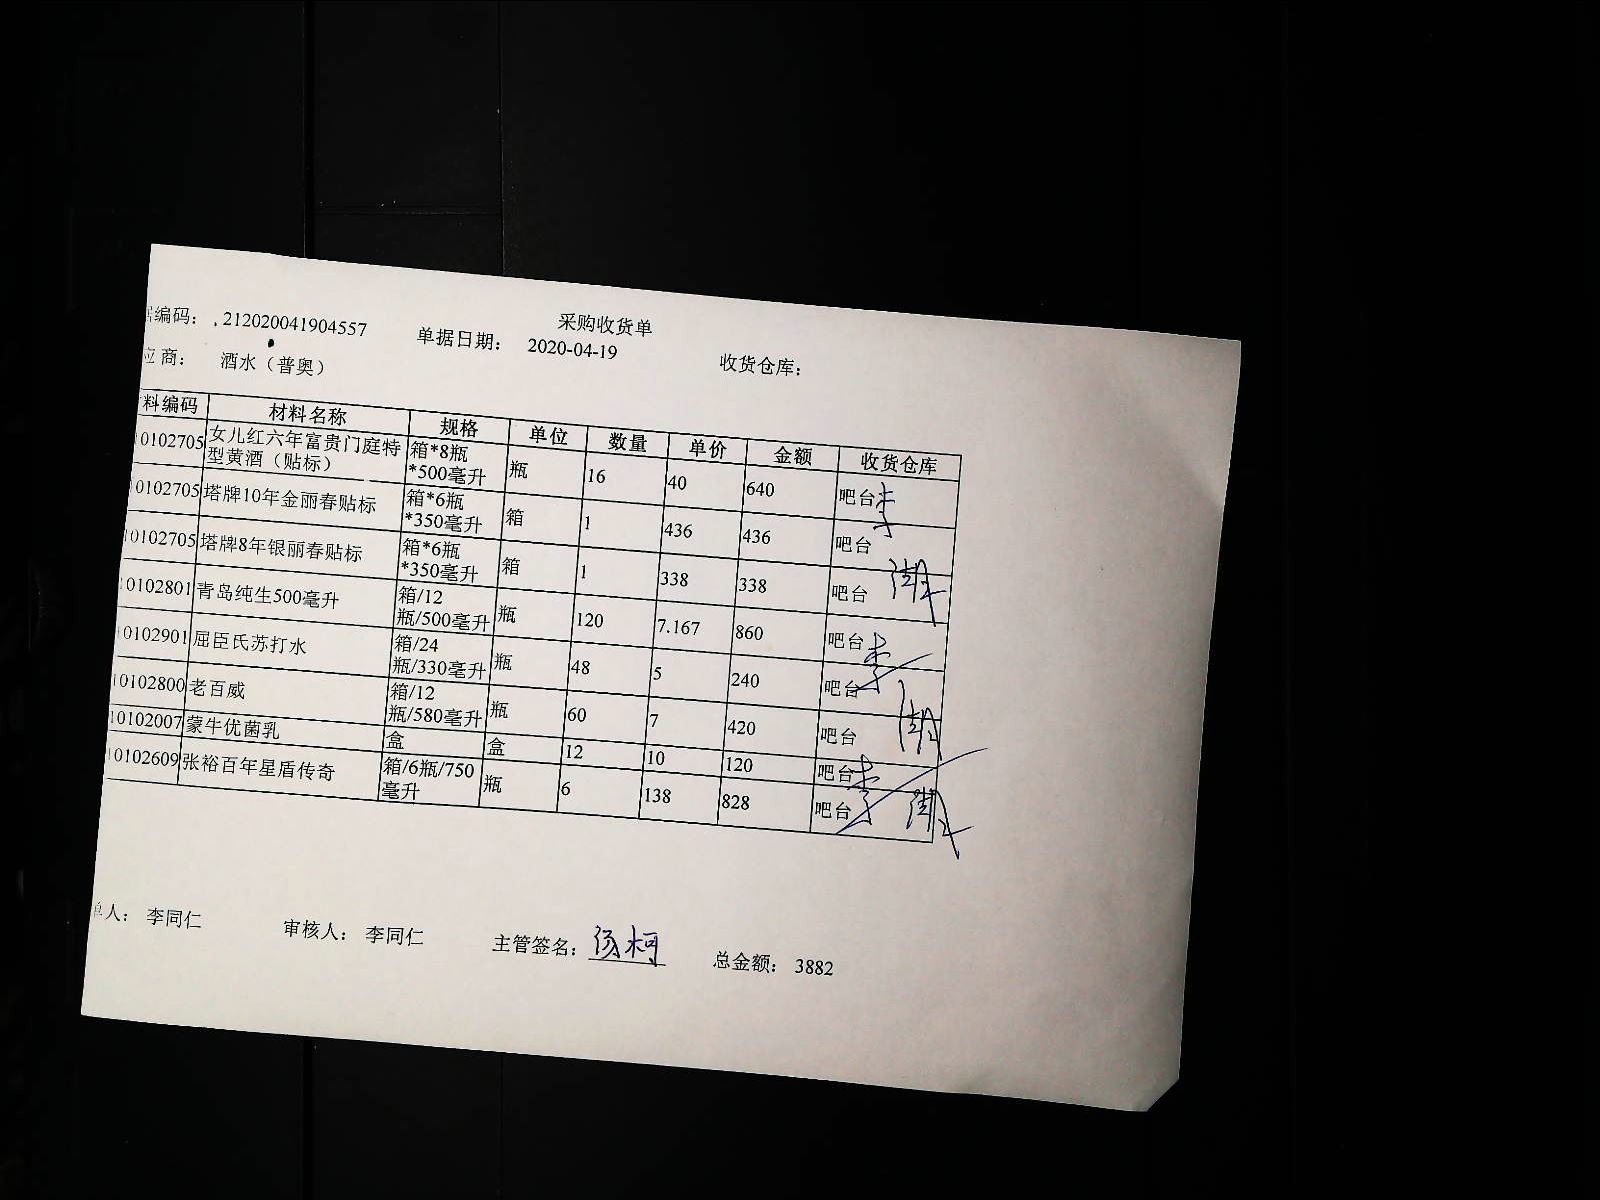 采购收货单
编码： .212020041904557 单据日期： 2020-04-19 收货仓库：
应商： 酒水（普奥）
料编码 材料名称 规格 单位 数量 单价 金额 收货仓库
0102705 女儿红六年富贵门庭特型黄酒（贴标） 箱*8瓶*500毫升 瓶 16 40 640 吧台
0102705 塔牌10年金丽春贴标 箱*6瓶*350毫升 箱 1 436 436 吧台
0102705 塔牌8年银丽春贴标 箱*6瓶*350毫升 箱 1 338 338 吧台
0102801 青岛纯生500毫升 箱/12瓶/500毫升 瓶 120 7.167 860 吧台
0102901 屈臣氏苏打水 箱/24瓶/330毫升 瓶 48 5 240 吧台
0102800 老百威 箱/12瓶/580毫升 瓶 60 7 420 吧台
10102007 蒙牛优菌乳 盒 盒 12 10 120 吧台
0102609 张裕百年星盾传奇 箱/6瓶/750毫升 瓶 6 138 828 吧台
人： 李同仁 审核人： 李同仁 主管签名： 总金额： 3882